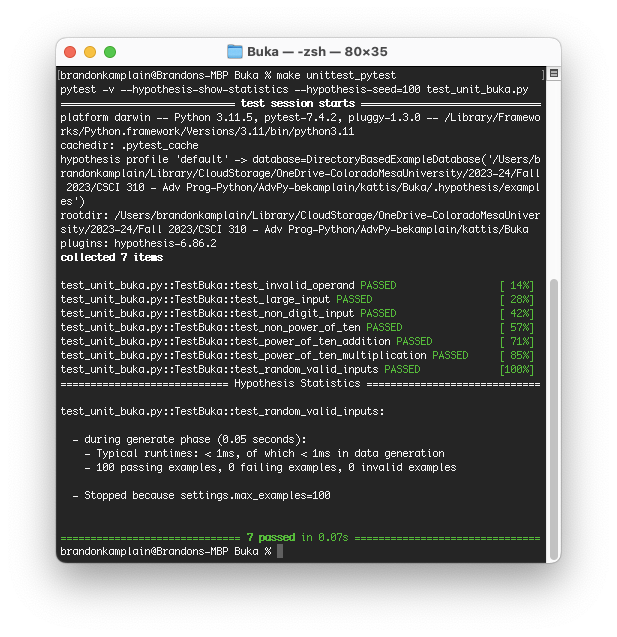 Buka — -zsh — 80×35
[brandonkamplain@Brandons-MBP Buka % make unittest_pytest ]
pytest -v --hypothesis-show-statistics --hypothesis-seed=100 test_unit_buka.py
============================= test session starts ==============================
platform darwin -- Python 3.11.5, pytest-7.4.2, pluggy-1.3.0 -- /Library/Framewo
rks/Python.framework/Versions/3.11/bin/python3.11
cachedir: .pytest_cache
hypothesis profile 'default' -> database=DirectoryBasedExampleDatabase('/Users/b
randonkamplain/Library/CloudStorage/OneDrive-ColoradoMesaUniversity/2023-24/Fall
 2023/CSCI 310 - Adv Prog-Python/AdvPy-bekamplain/kattis/Buka/.hypothesis/exampl
es')
rootdir: /Users/brandonkamplain/Library/CloudStorage/OneDrive-ColoradoMesaUniver
sity/2023-24/Fall 2023/CSCI 310 - Adv Prog-Python/AdvPy-bekamplain/kattis/Buka
plugins: hypothesis-6.86.2
collected 7 items
test_unit_buka.py::TestBuka::test_invalid_operand PASSED [ 14%]
test_unit_buka.py::TestBuka::test_large_input PASSED [ 28%]
test_unit_buka.py::TestBuka::test_non_digit_input PASSED [ 42%]
test_unit_buka.py::TestBuka::test_non_power_of_ten PASSED [ 57%]
test_unit_buka.py::TestBuka::test_power_of_ten_addition PASSED [ 71%]
test_unit_buka.py::TestBuka::test_power_of_ten_multiplication PASSED [ 85%]
test_unit_buka.py::TestBuka::test_random_valid_inputs PASSED [100%]
============================ Hypothesis Statistics =============================
test_unit_buka.py::TestBuka::test_random_valid_inputs:
  - during generate phase (0.05 seconds):
    - Typical runtimes: < 1ms, of which < 1ms in data generation
    - 100 passing examples, 0 failing examples, 0 invalid examples
  - Stopped because settings.max_examples=100
============================== 7 passed in 0.07s ===============================
brandonkamplain@Brandons-MBP Buka %